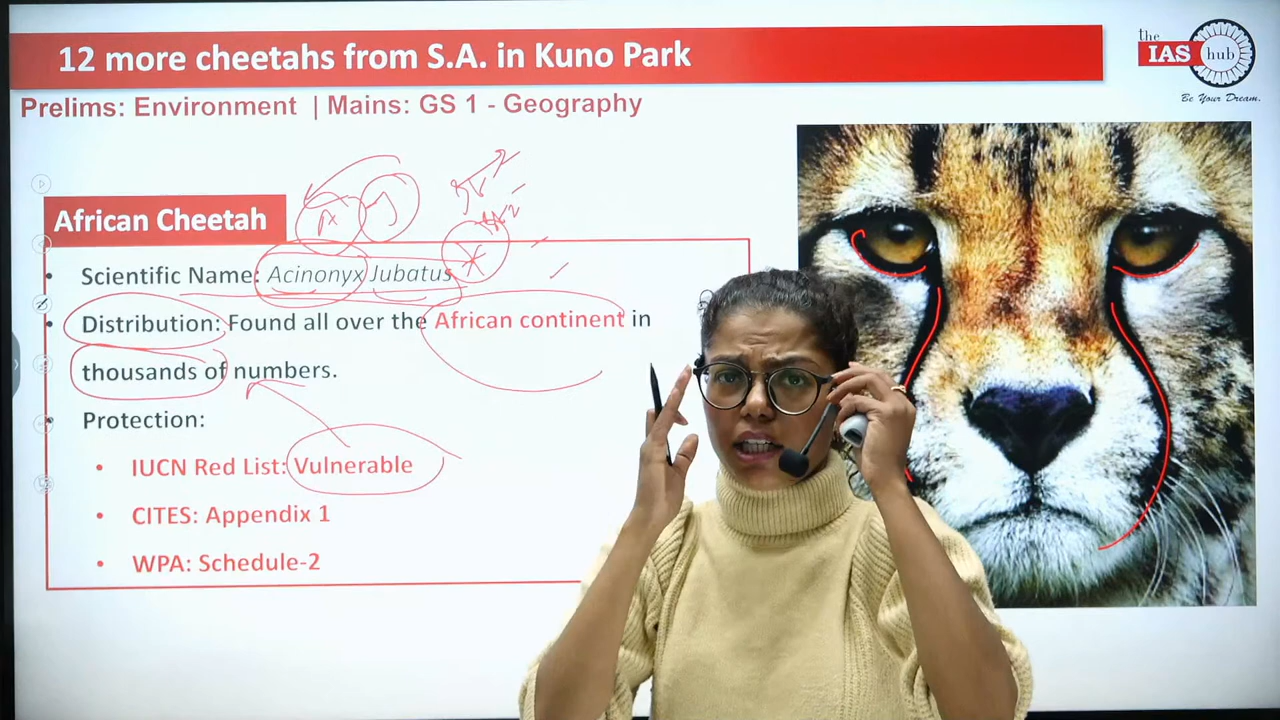 12 more cheetahs from S.A. in Kuno Park
the
IAS hub
Be Your Dream.
Prelims: Environment | Mains: GS 1 - Geography
African Cheetah
• Scientific Name: Acinonyx Jubatus
• Distribution: Found all over the African continent in
thousands of numbers.
• Protection:
• IUCN Red List: Vulnerable
• CITES: Appendix 1
• WPA: Schedule-2